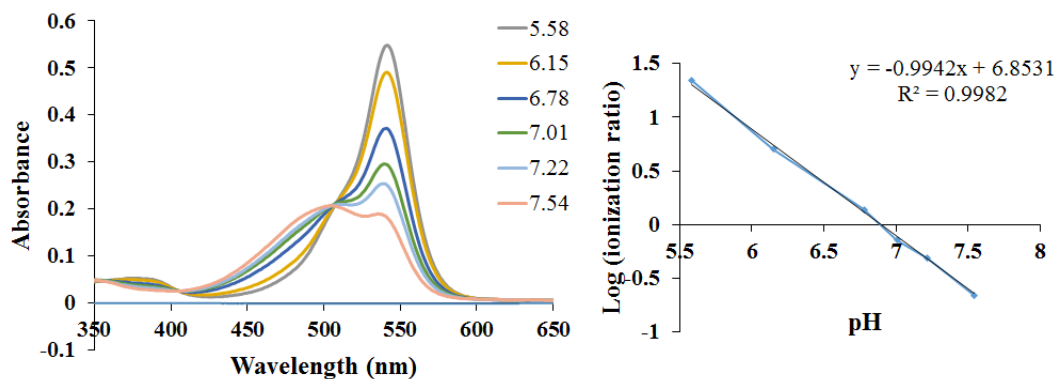 0.6
0.5
0.4
0.3
0.2
0.1
0
-0.1
Absorbance
350 400 450 500 550 600 650
Wavelength (nm)
5.58
6.15
6.78
7.01
7.22
7.54
1.5
1
0.5
0
-0.5
-1
Log (ionization ratio)
5.5 6 6.5 7 7.5 8
pH
y = -0.9942x + 6.8531
R² = 0.9982